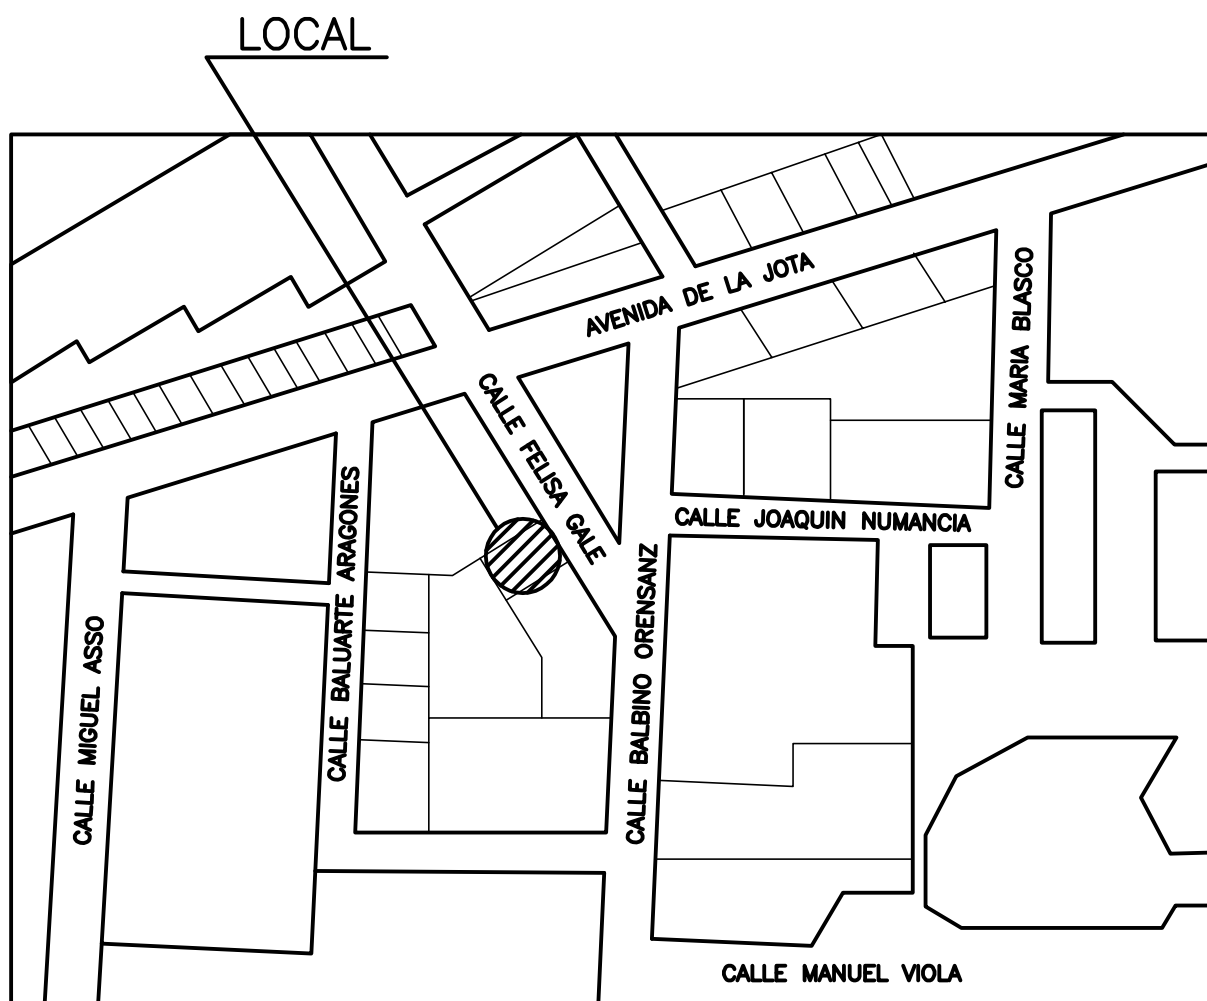 LOCAL
AVENIDA DE LA JOTA
CALLE MARIA BLASCO
CALLE FELISA GALE
CALLE BALUARTE ARAGONES
CALLE JOAQUIN NUMANCIA
CALLE BALBINO ORENSANZ
CALLE MIGUEL ASSO
CALLE MANUEL VIOLA